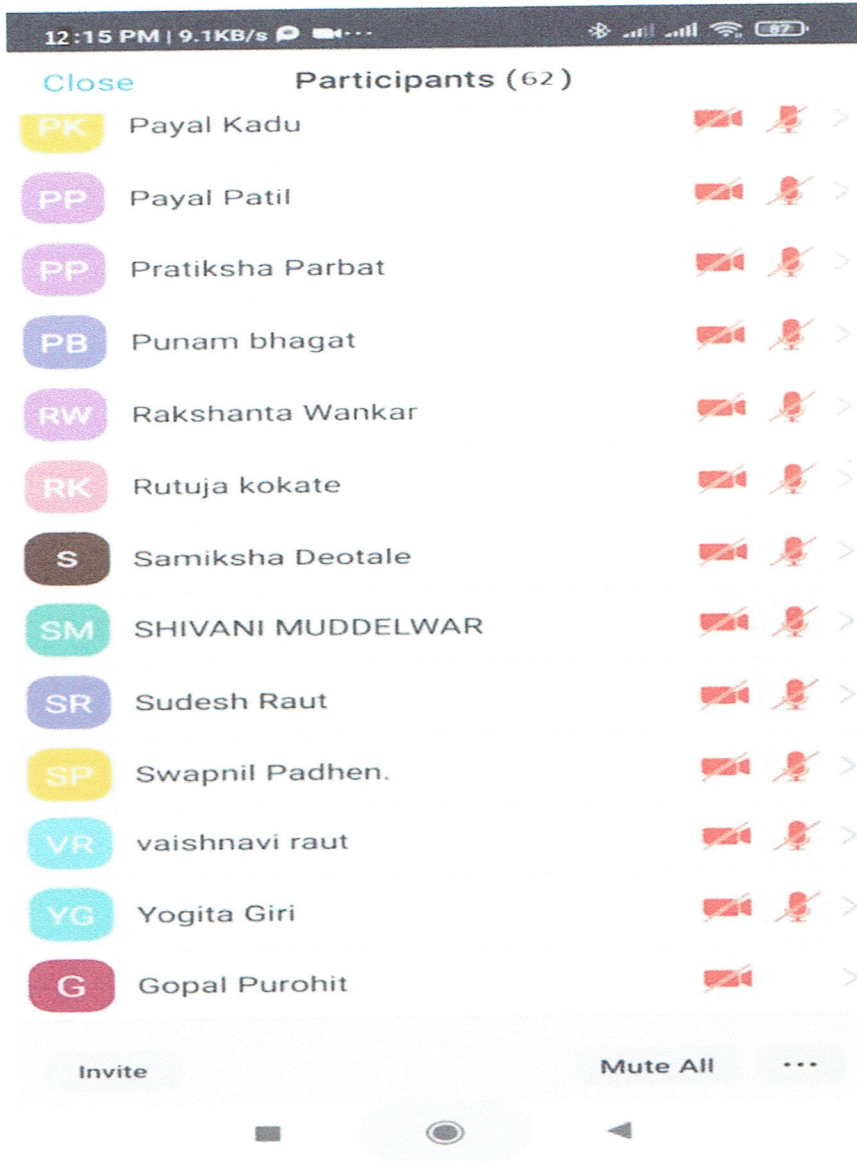 12:15 PM | 9.1KB/s 87
Close Participants (62)
PK Payal Kadu
PP Payal Patil
PP Pratiksha Parbat
PB Punam bhagat
RW Rakshanta Wankar
RK Rutuja kokate
S Samiksha Deotale
SM SHIVANI MUDDELWAR
SR Sudesh Raut
SP Swapnil Padhen.
VR vaishnavi raut
YG Yogita Giri
G Gopal Purohit
Invite Mute All ...